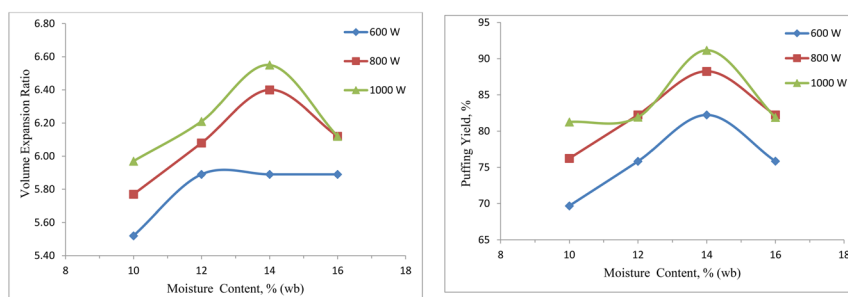 6.80
6.60
6.40
6.20
6.00
5.80
5.60
5.40
Volume Expansion Ratio
8 10 12 14 16 18
Moisture Content, % (wb)
600 W
800 W
1000 W
95
90
85
80
75
70
65
Puffing Yield, %
8 10 12 14 16 18
Moisture Content, % (wb)
600 W
800 W
1000 W